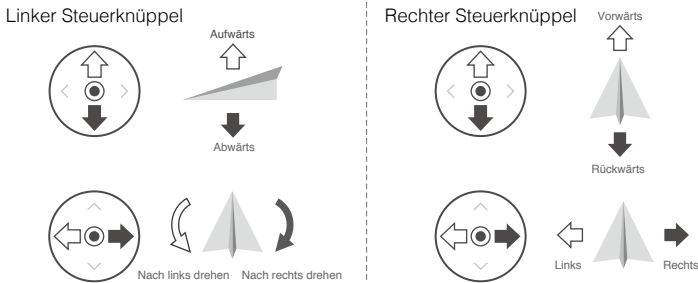 Linker Steuerknüppel
Aufwärts
Abwärts
Nach links drehen
Nach rechts drehen
Rechter Steuerknüppel
Vorwärts
Rückwärts
Links
Rechts